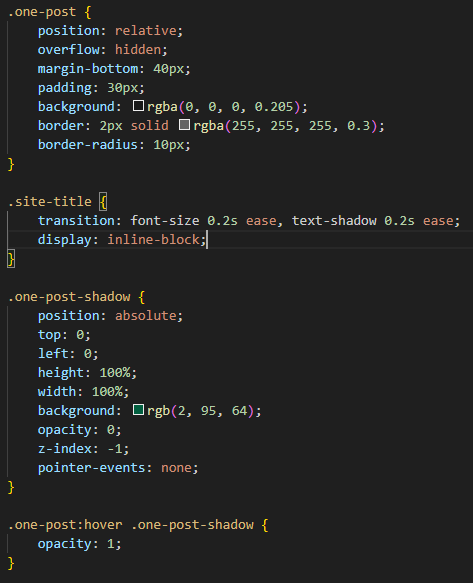 .one-post {
    position: relative;
    overflow: hidden;
    margin-bottom: 40px;
    padding: 30px;
    background: rgba(0, 0, 0, 0.205);
    border: 2px solid rgba(255, 255, 255, 0.3);
    border-radius: 10px;
}

.site-title {
    transition: font-size 0.2s ease, text-shadow 0.2s ease;
    display: inline-block;
}

.one-post-shadow {
    position: absolute;
    top: 0;
    left: 0;
    height: 100%;
    width: 100%;
    background: rgb(2, 95, 64);
    opacity: 0;
    z-index: -1;
    pointer-events: none;
}

.one-post:hover .one-post-shadow {
    opacity: 1;
}